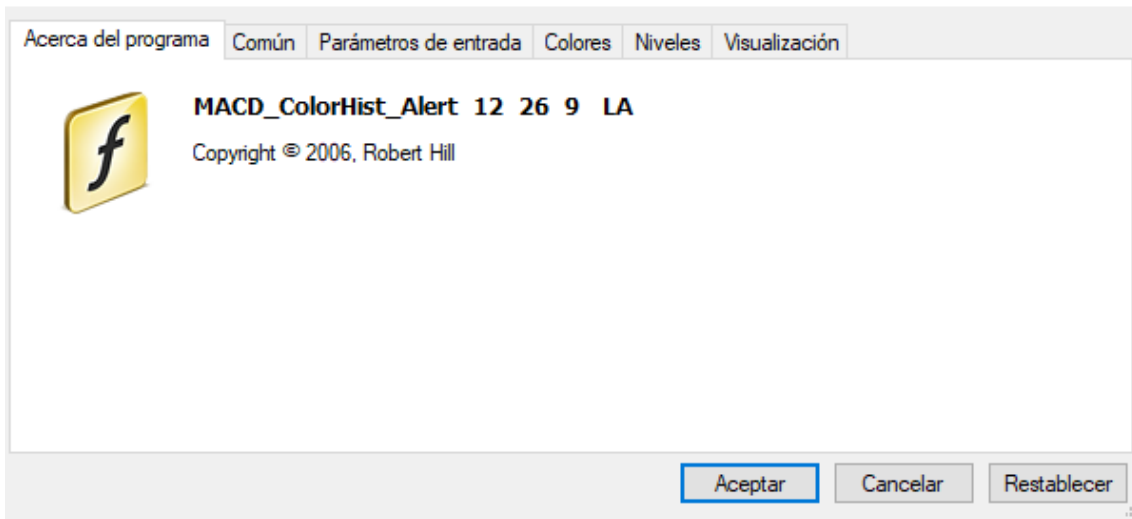 Acerca del programa Común Parámetros de entrada Colores Niveles Visualización
f
MACD_ColorHist_Alert 12 26 9 LA
Copyright © 2006, Robert Hill
Aceptar Cancelar Restablecer